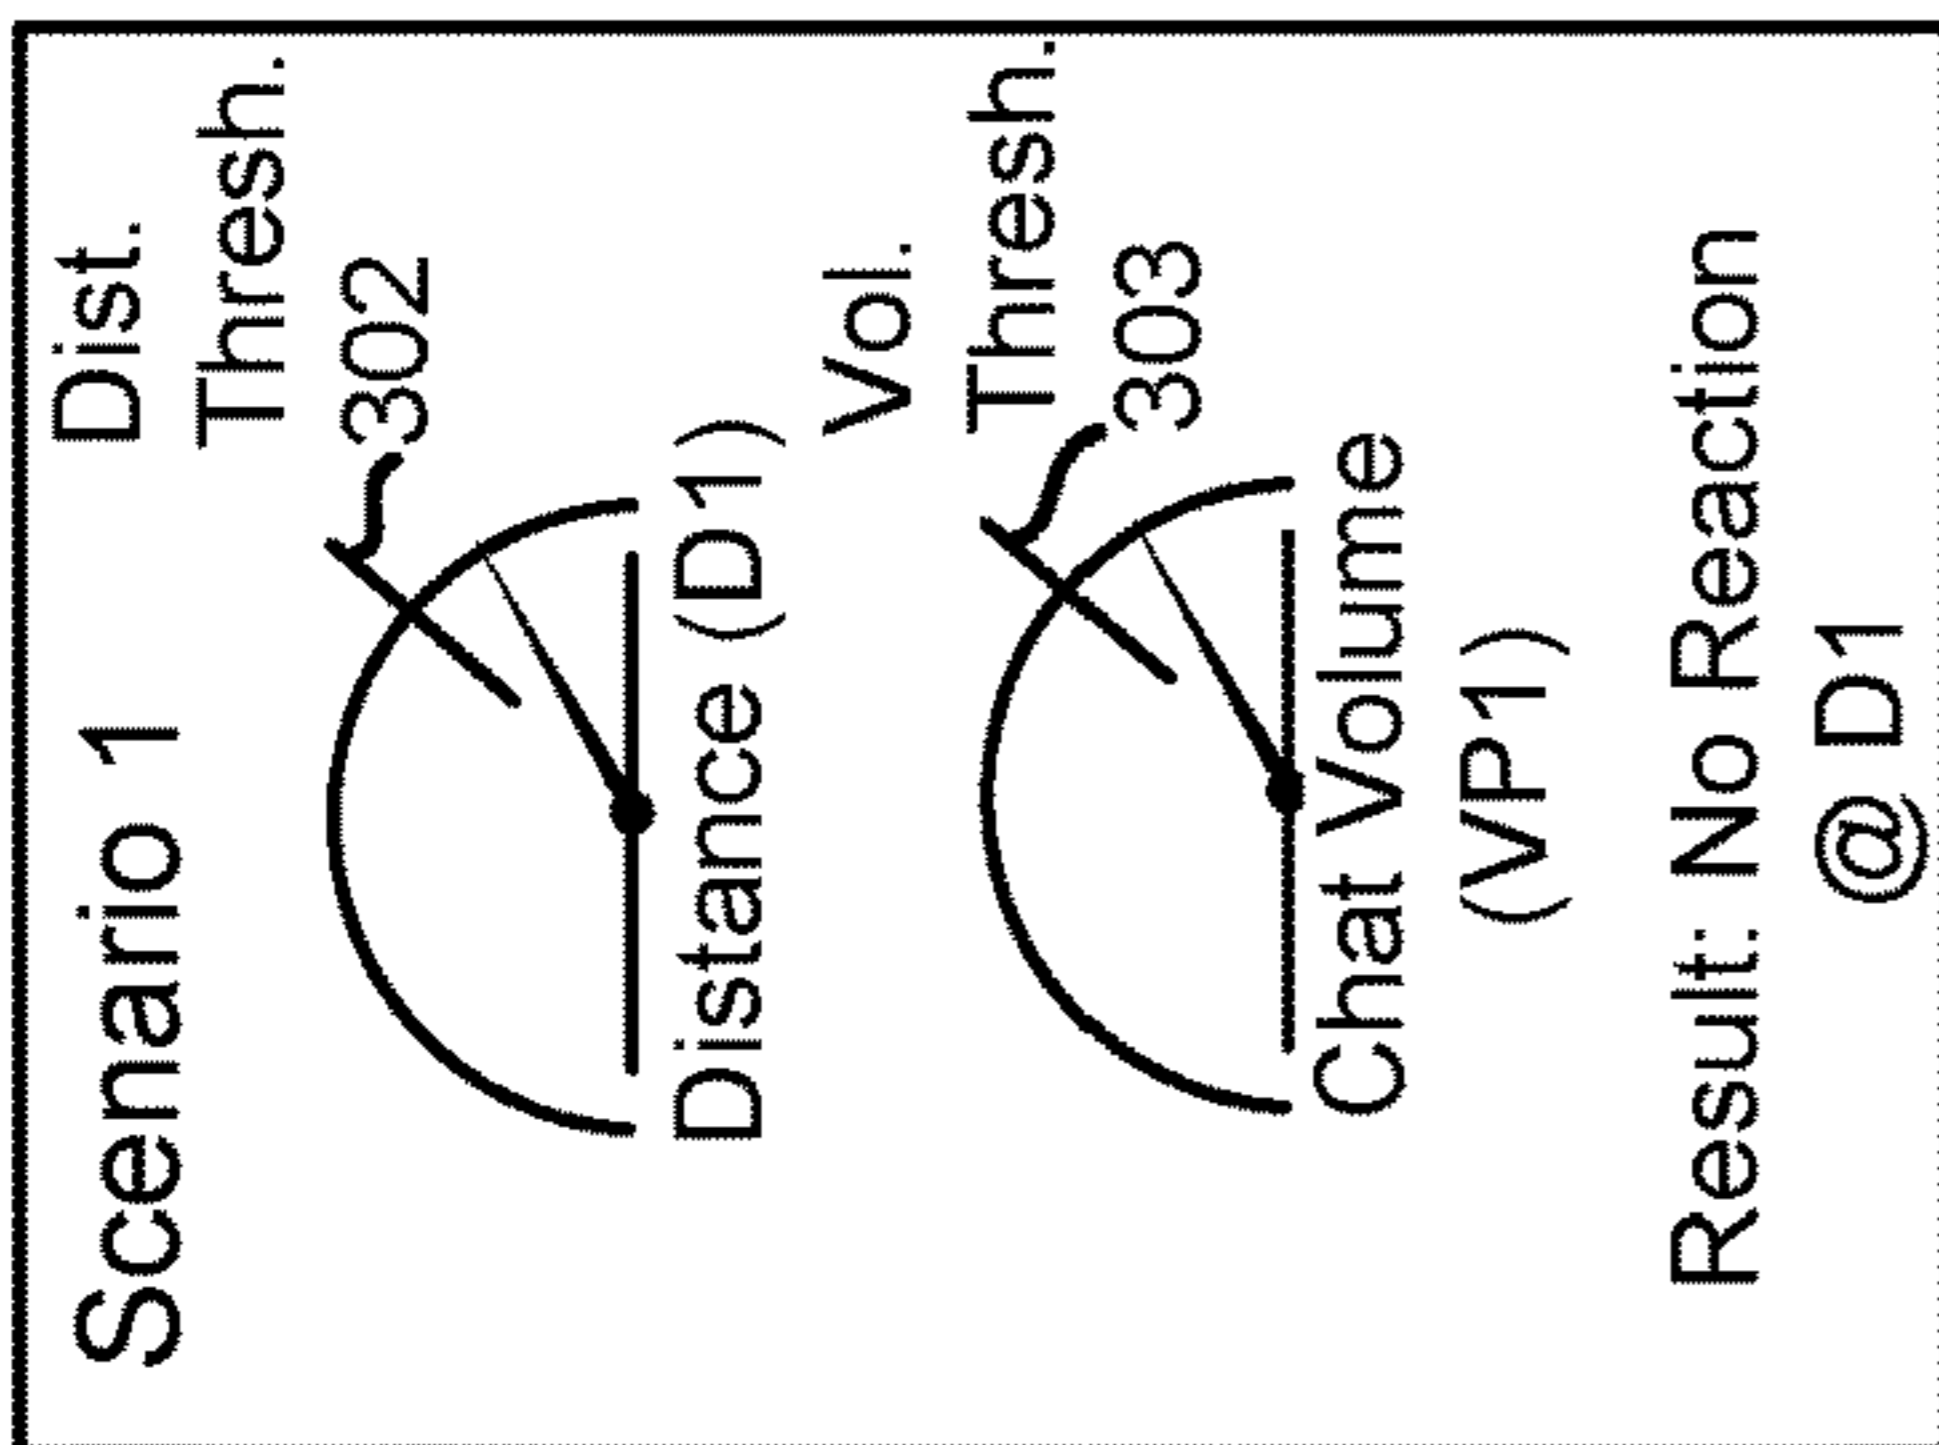 Scenario 1
Dist.
Thresh.
302
Distance (D1)
Vol.
Thresh.
303
Chat Volume
(VP1)
Result: No Reaction
@ D1